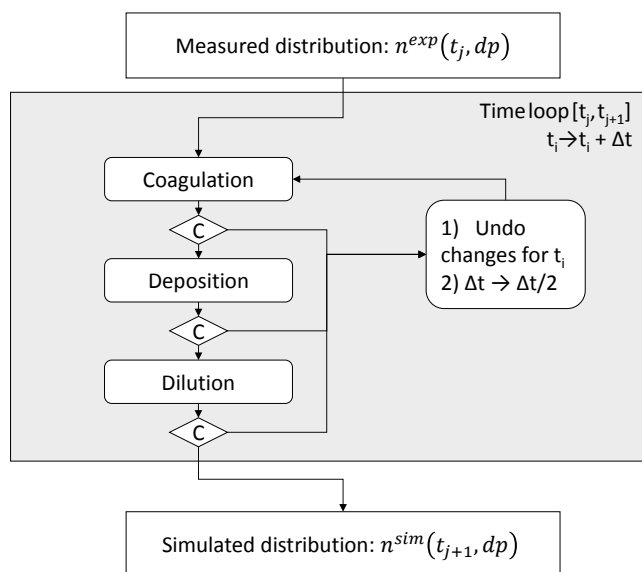 Measured distribution: n^exp(t_j, dp)
Time loop [t_j, t_j+1]
t_i→t_i + Δt
Coagulation
C
1) Undo
changes for t_i
2) Δt → Δt/2
Deposition
C
Dilution
C
Simulated distribution: n^sim(t_j+1, dp)